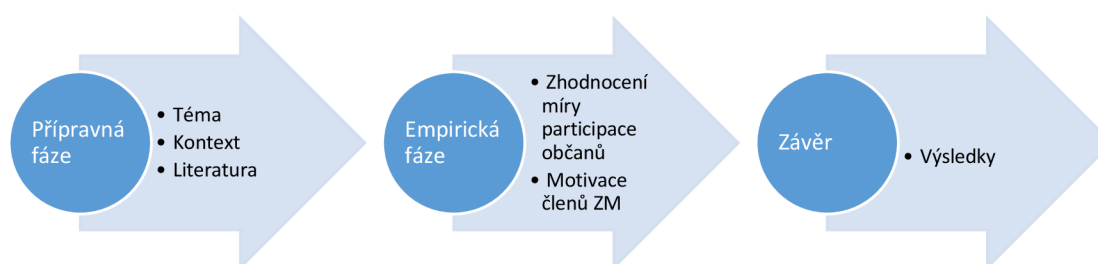 Přípravná
fáze
• Téma
• Kontext
• Literatura
Empirická
fáze
• Zhodnocení
míry
participace
občanů
• Motivace
členů ZM
Závěr
• Výsledky